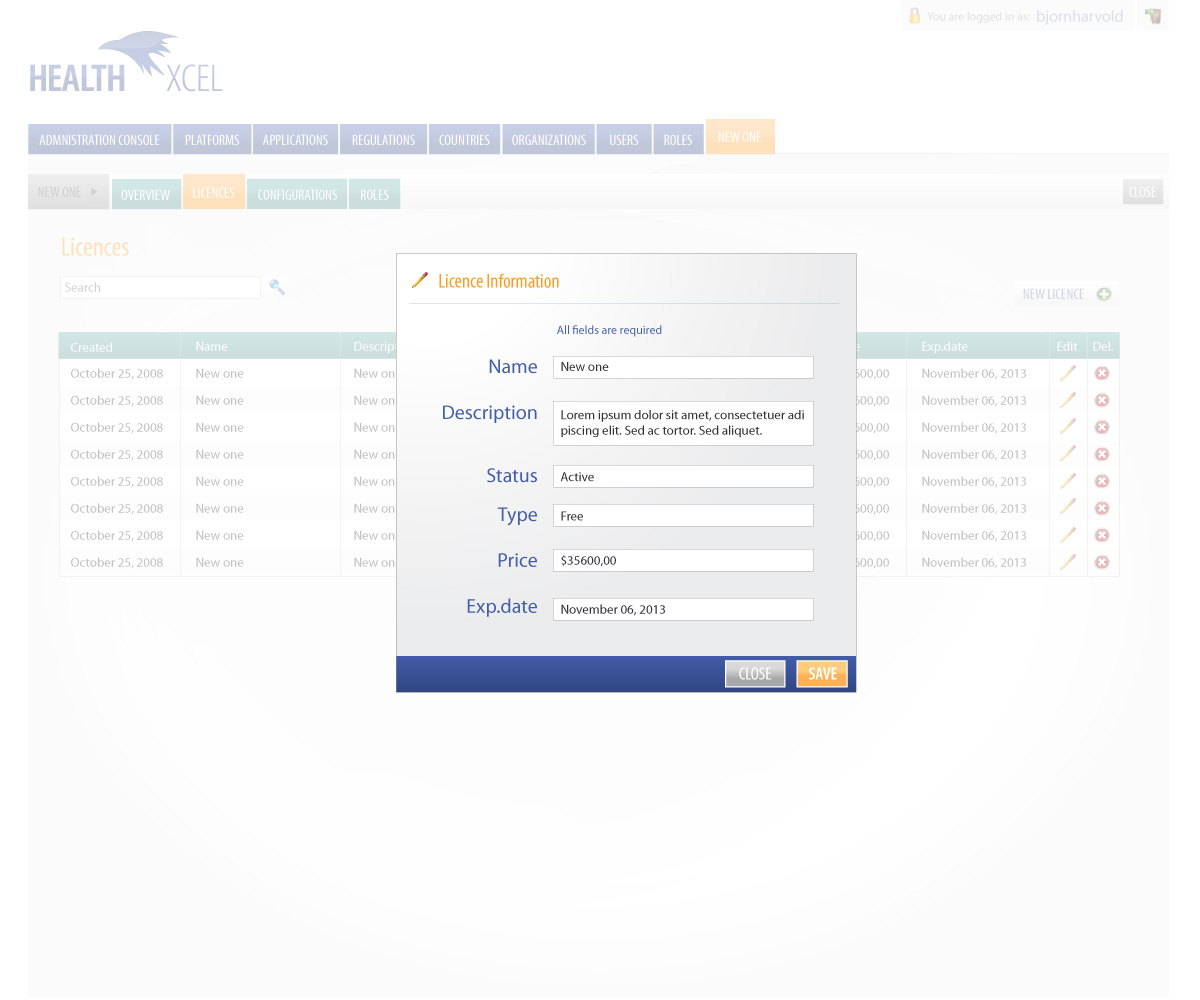 You are logged in as: bjornharvold
HEALTH XCEL
ADMNISTRATION CONSOLE PLATFORMS APPLICATIONS REGULATIONS COUNTRIES ORGANIZATIONS USERS ROLES NEW ONE
NEW ONE OVERVIEW LICENCES CONFIGURATIONS ROLES CLOSE
Licences
Search
NEW LICENCE
Created Name Descrip e Exp.date Edit Del.
October 25, 2008 New one New on 600,00 November 06, 2013
October 25, 2008 New one New on 600,00 November 06, 2013
October 25, 2008 New one New on 600,00 November 06, 2013
October 25, 2008 New one New on 600,00 November 06, 2013
October 25, 2008 New one New on 600,00 November 06, 2013
October 25, 2008 New one New on 600,00 November 06, 2013
October 25, 2008 New one New on 600,00 November 06, 2013
October 25, 2008 New one New on 600,00 November 06, 2013
Licence Information
All fields are required
Name New one
Description Lorem ipsum dolor sit amet, consectetuer adi
piscing elit. Sed ac tortor. Sed aliquet.
Status Active
Type Free
Price $35600,00
Exp.date November 06, 2013
CLOSE SAVE